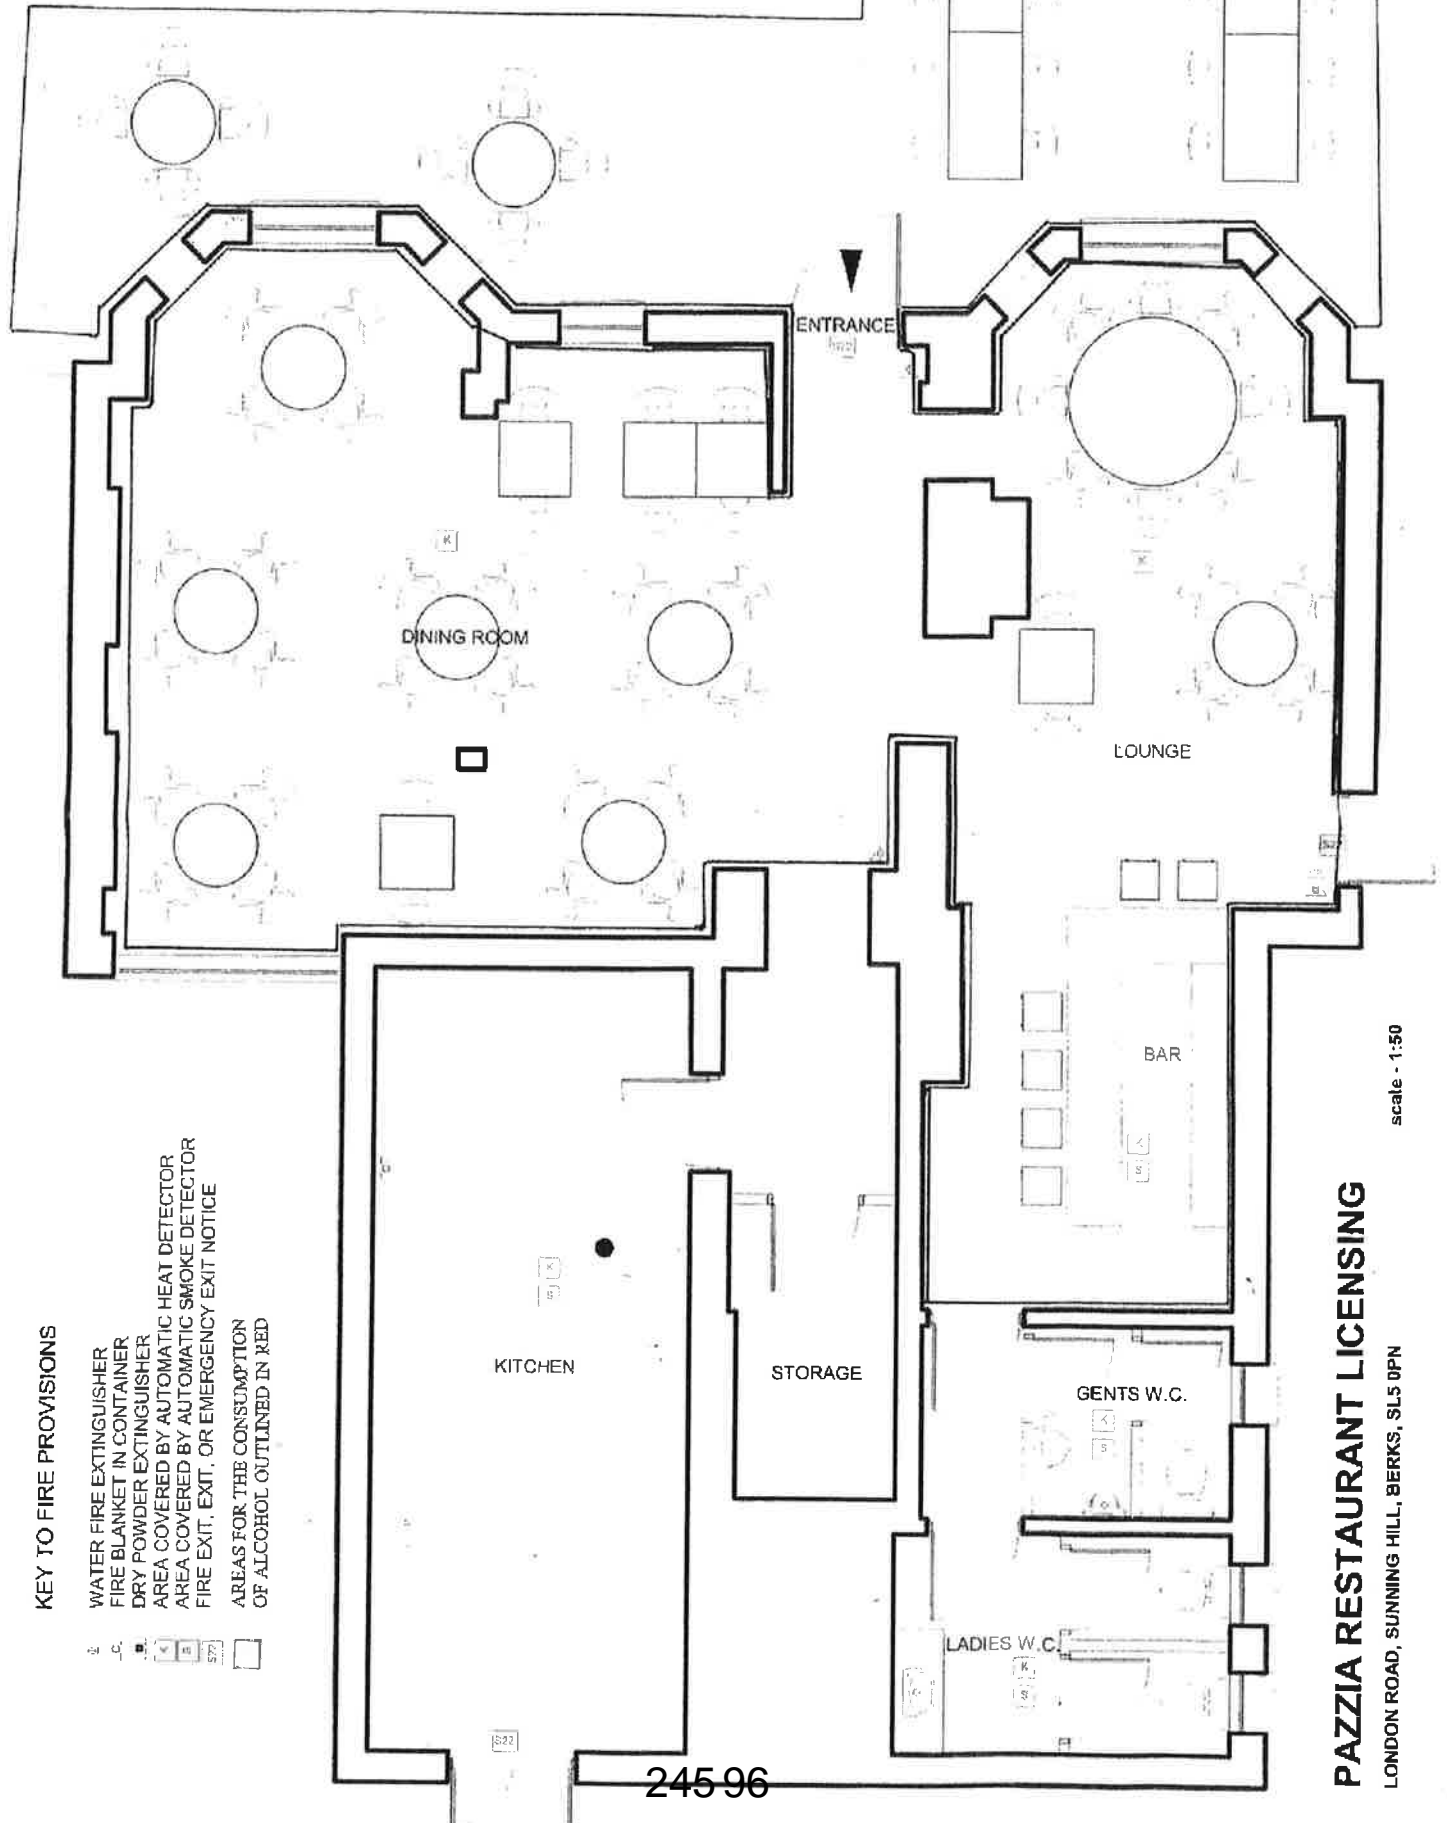 ENTRANCE
K
K
DINING ROOM
LOUNGE
BAR
K
S
K
S
KITCHEN
STORAGE
GENTS W.C.
K
S
LADIES W.C.
K
S
S22
24596
KEY TO FIRE PROVISIONS
WATER FIRE EXTINGUISHER
C FIRE BLANKET IN CONTAINER
DRY POWDER EXTINGUISHER
K AREA COVERED BY AUTOMATIC HEAT DETECTOR
S AREA COVERED BY AUTOMATIC SMOKE DETECTOR
S22 FIRE EXIT, EXIT, OR EMERGENCY EXIT NOTICE
AREAS FOR THE CONSUMPTION
OF ALCOHOL OUTLINED IN RED
PAZZIA RESTAURANT LICENSING
LONDON ROAD, SUNNING HILL, BERKS, SL5 0PN
scale - 1:50